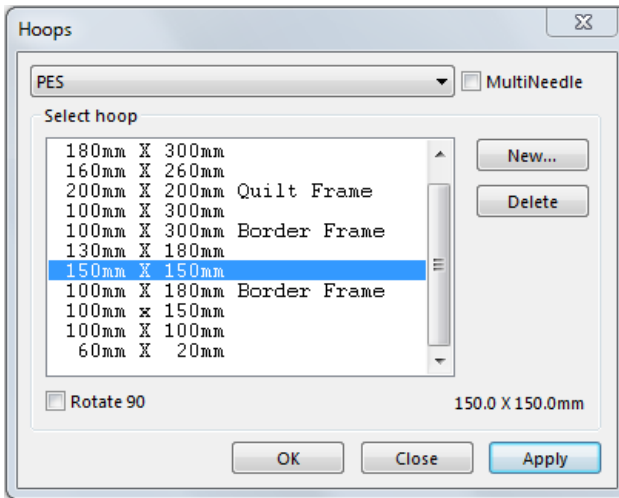 Hoops
PES
MultiNeedle
Select hoop
180mm X 300mm
160mm X 260mm
200mm X 200mm Quilt Frame
100mm X 300mm
100mm X 300mm Border Frame
130mm X 180mm
150mm X 150mm
100mm X 180mm Border Frame
100mm x 150mm
100mm X 100mm
60mm X 20mm
New...
Delete
Rotate 90
150.0 X 150.0mm
OK
Close
Apply